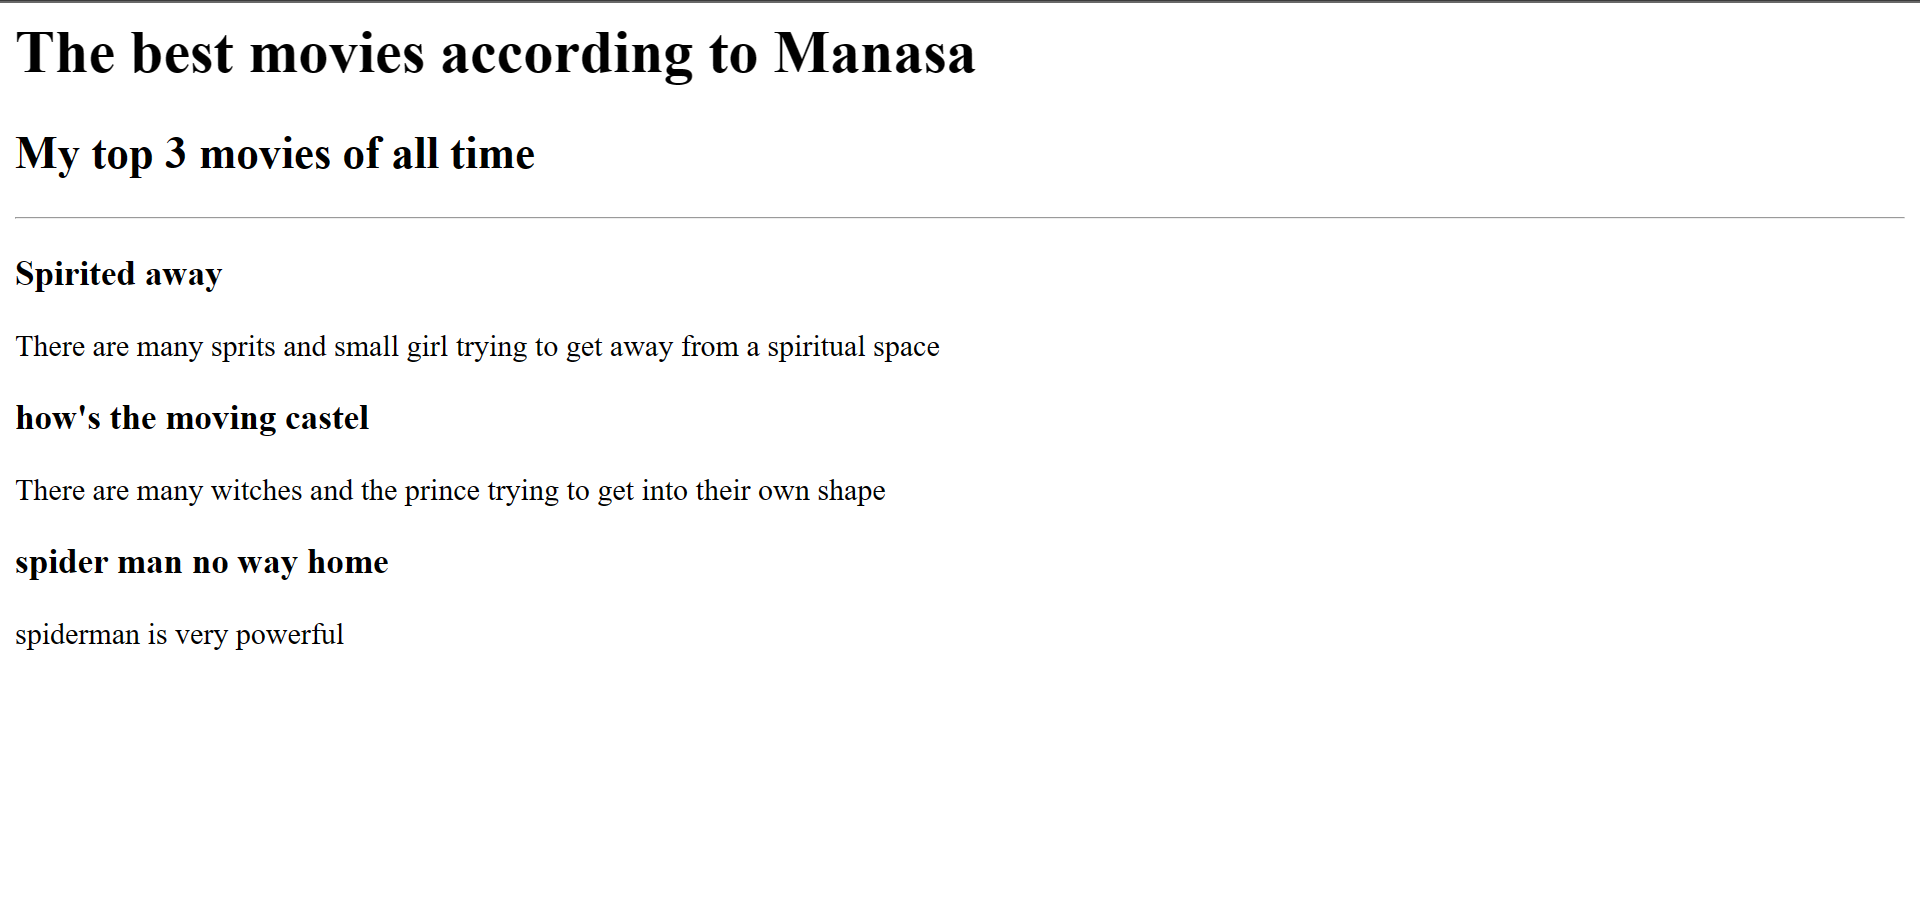 The best movies according to Manasa
My top 3 movies of all time
Spirited away
There are many sprits and small girl trying to get away from a spiritual space
how's the moving castel
There are many witches and the prince trying to get into their own shape
spider man no way home
spiderman is very powerful